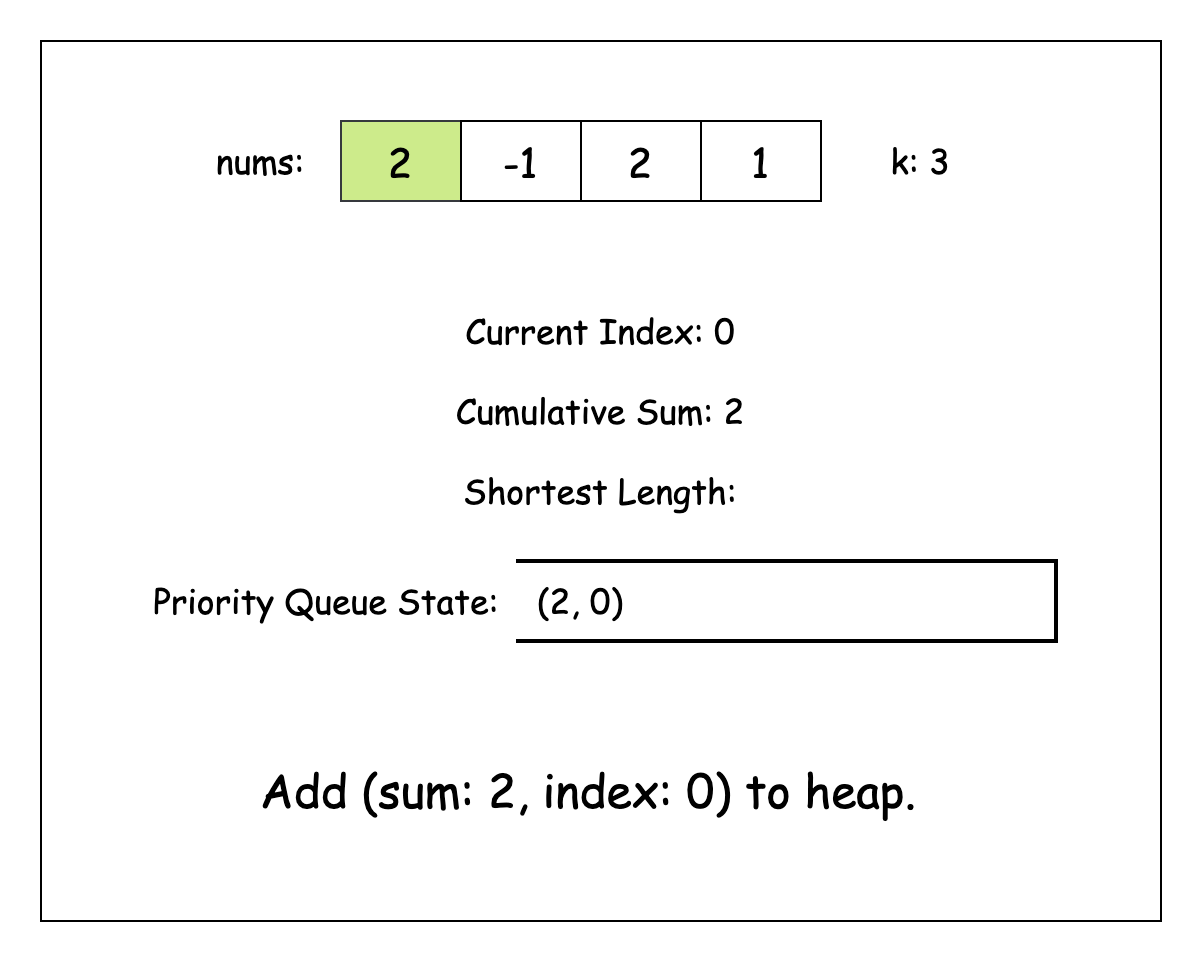 nums: 2 -1 2 1 k: 3
Current Index: 0
Cumulative Sum: 2
Shortest Length:
Priority Queue State: (2, 0)
Add (sum: 2, index: 0) to heap.